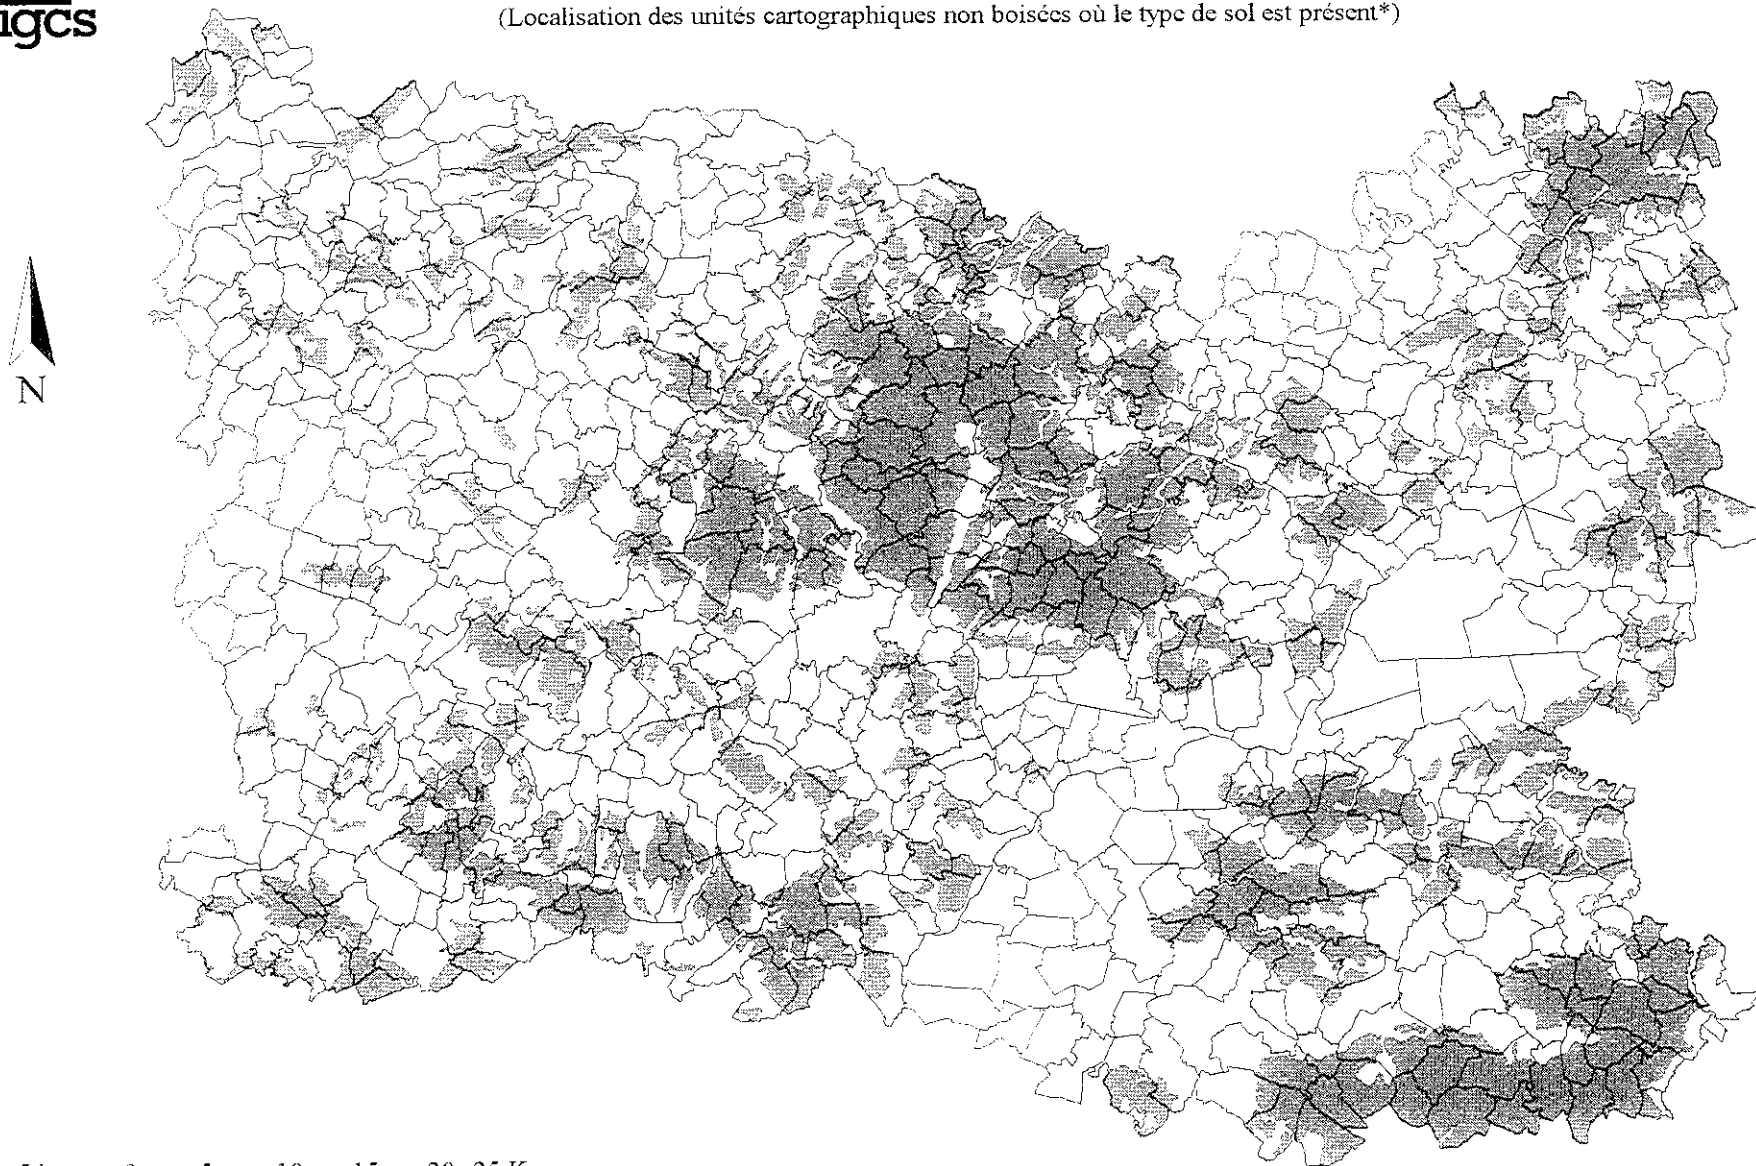 igcs
(Localisation des unités cartographiques non boisées où le type de sol est présent*)
N